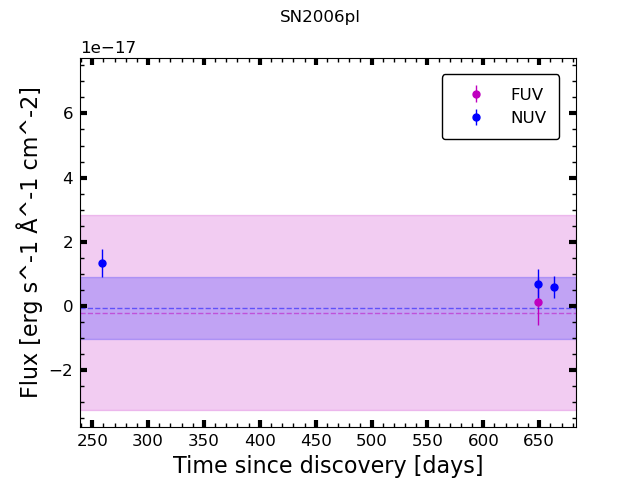 SN2006pl
1e−17
FUV
NUV
6
4
2
0
−2
Flux [erg s^-1 Å^-1 cm^-2]
250 300 350 400 450 500 550 600 650
Time since discovery [days]